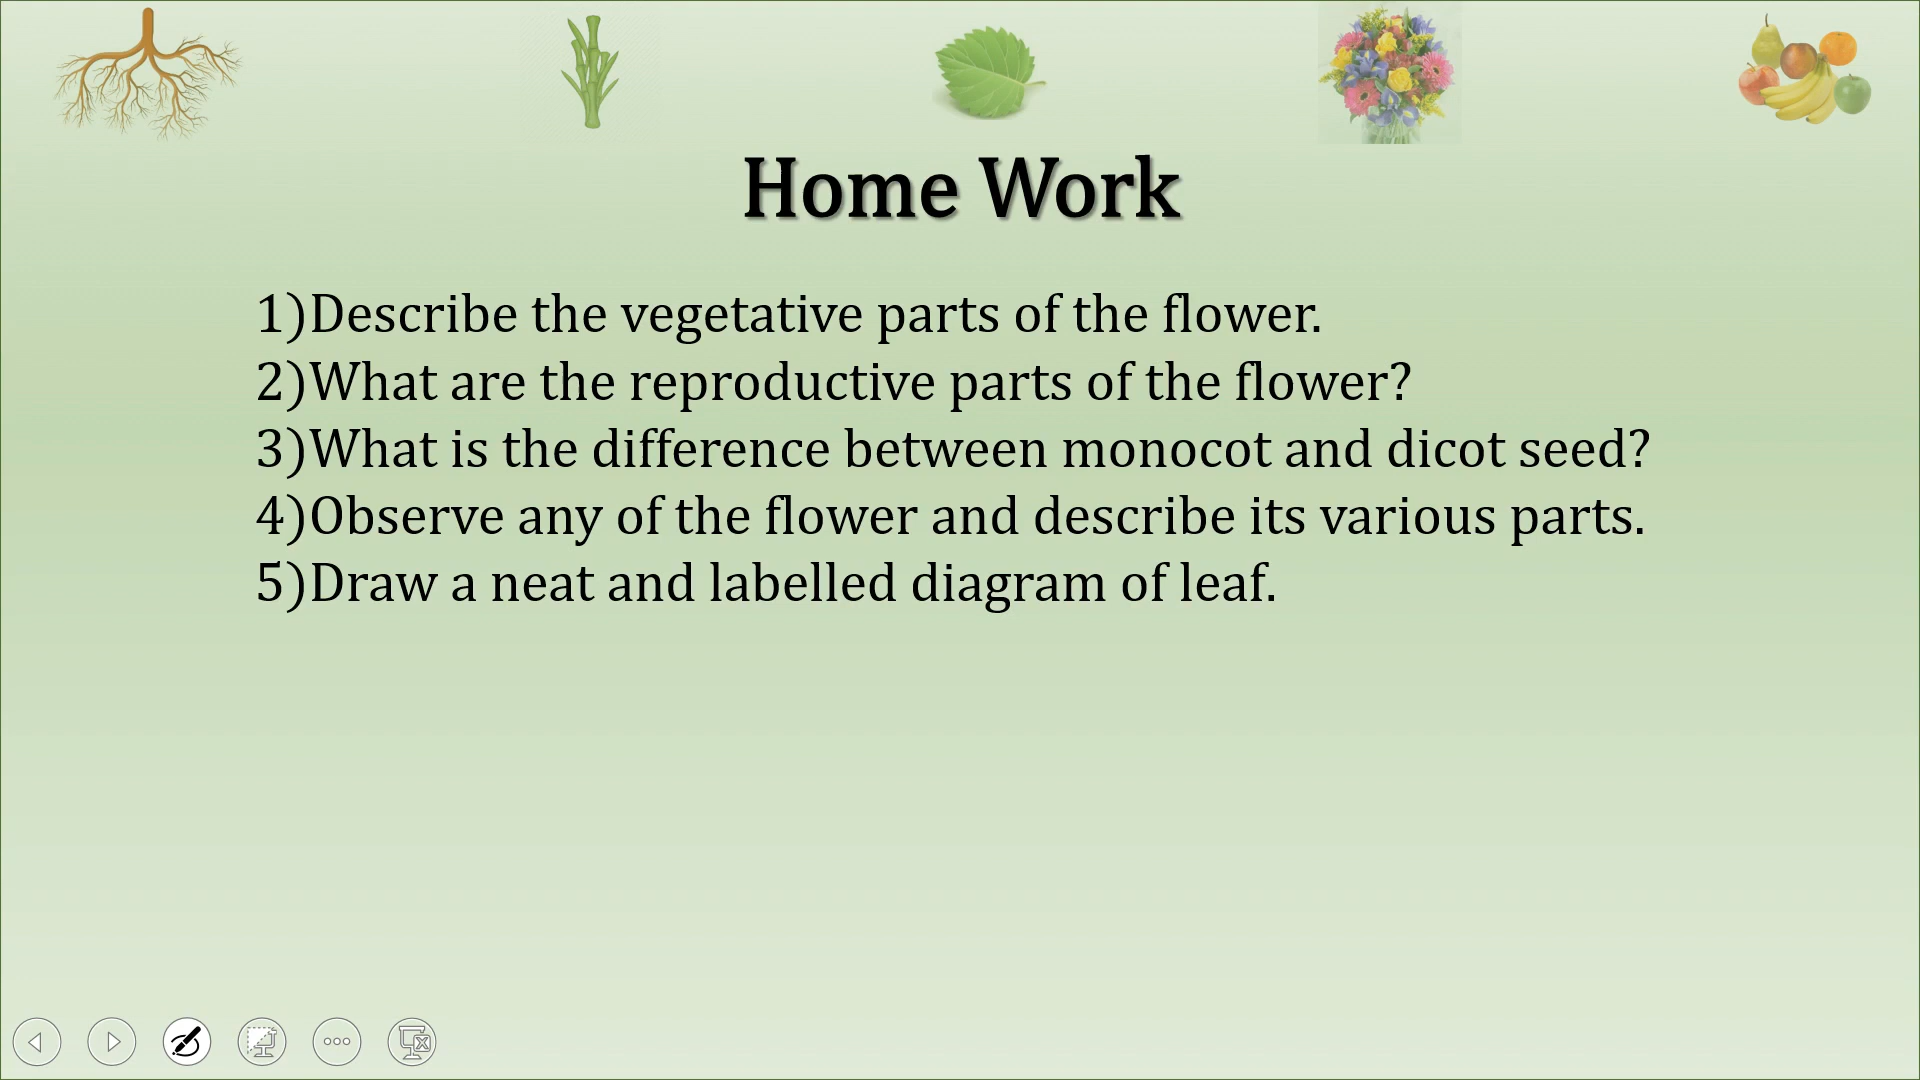 Home Work
1)Describe the vegetative parts of the flower.
2)What are the reproductive parts of the flower?
3)What is the difference between monocot and dicot seed?
4)Observe any of the flower and describe its various parts.
5)Draw a neat and labelled diagram of leaf.